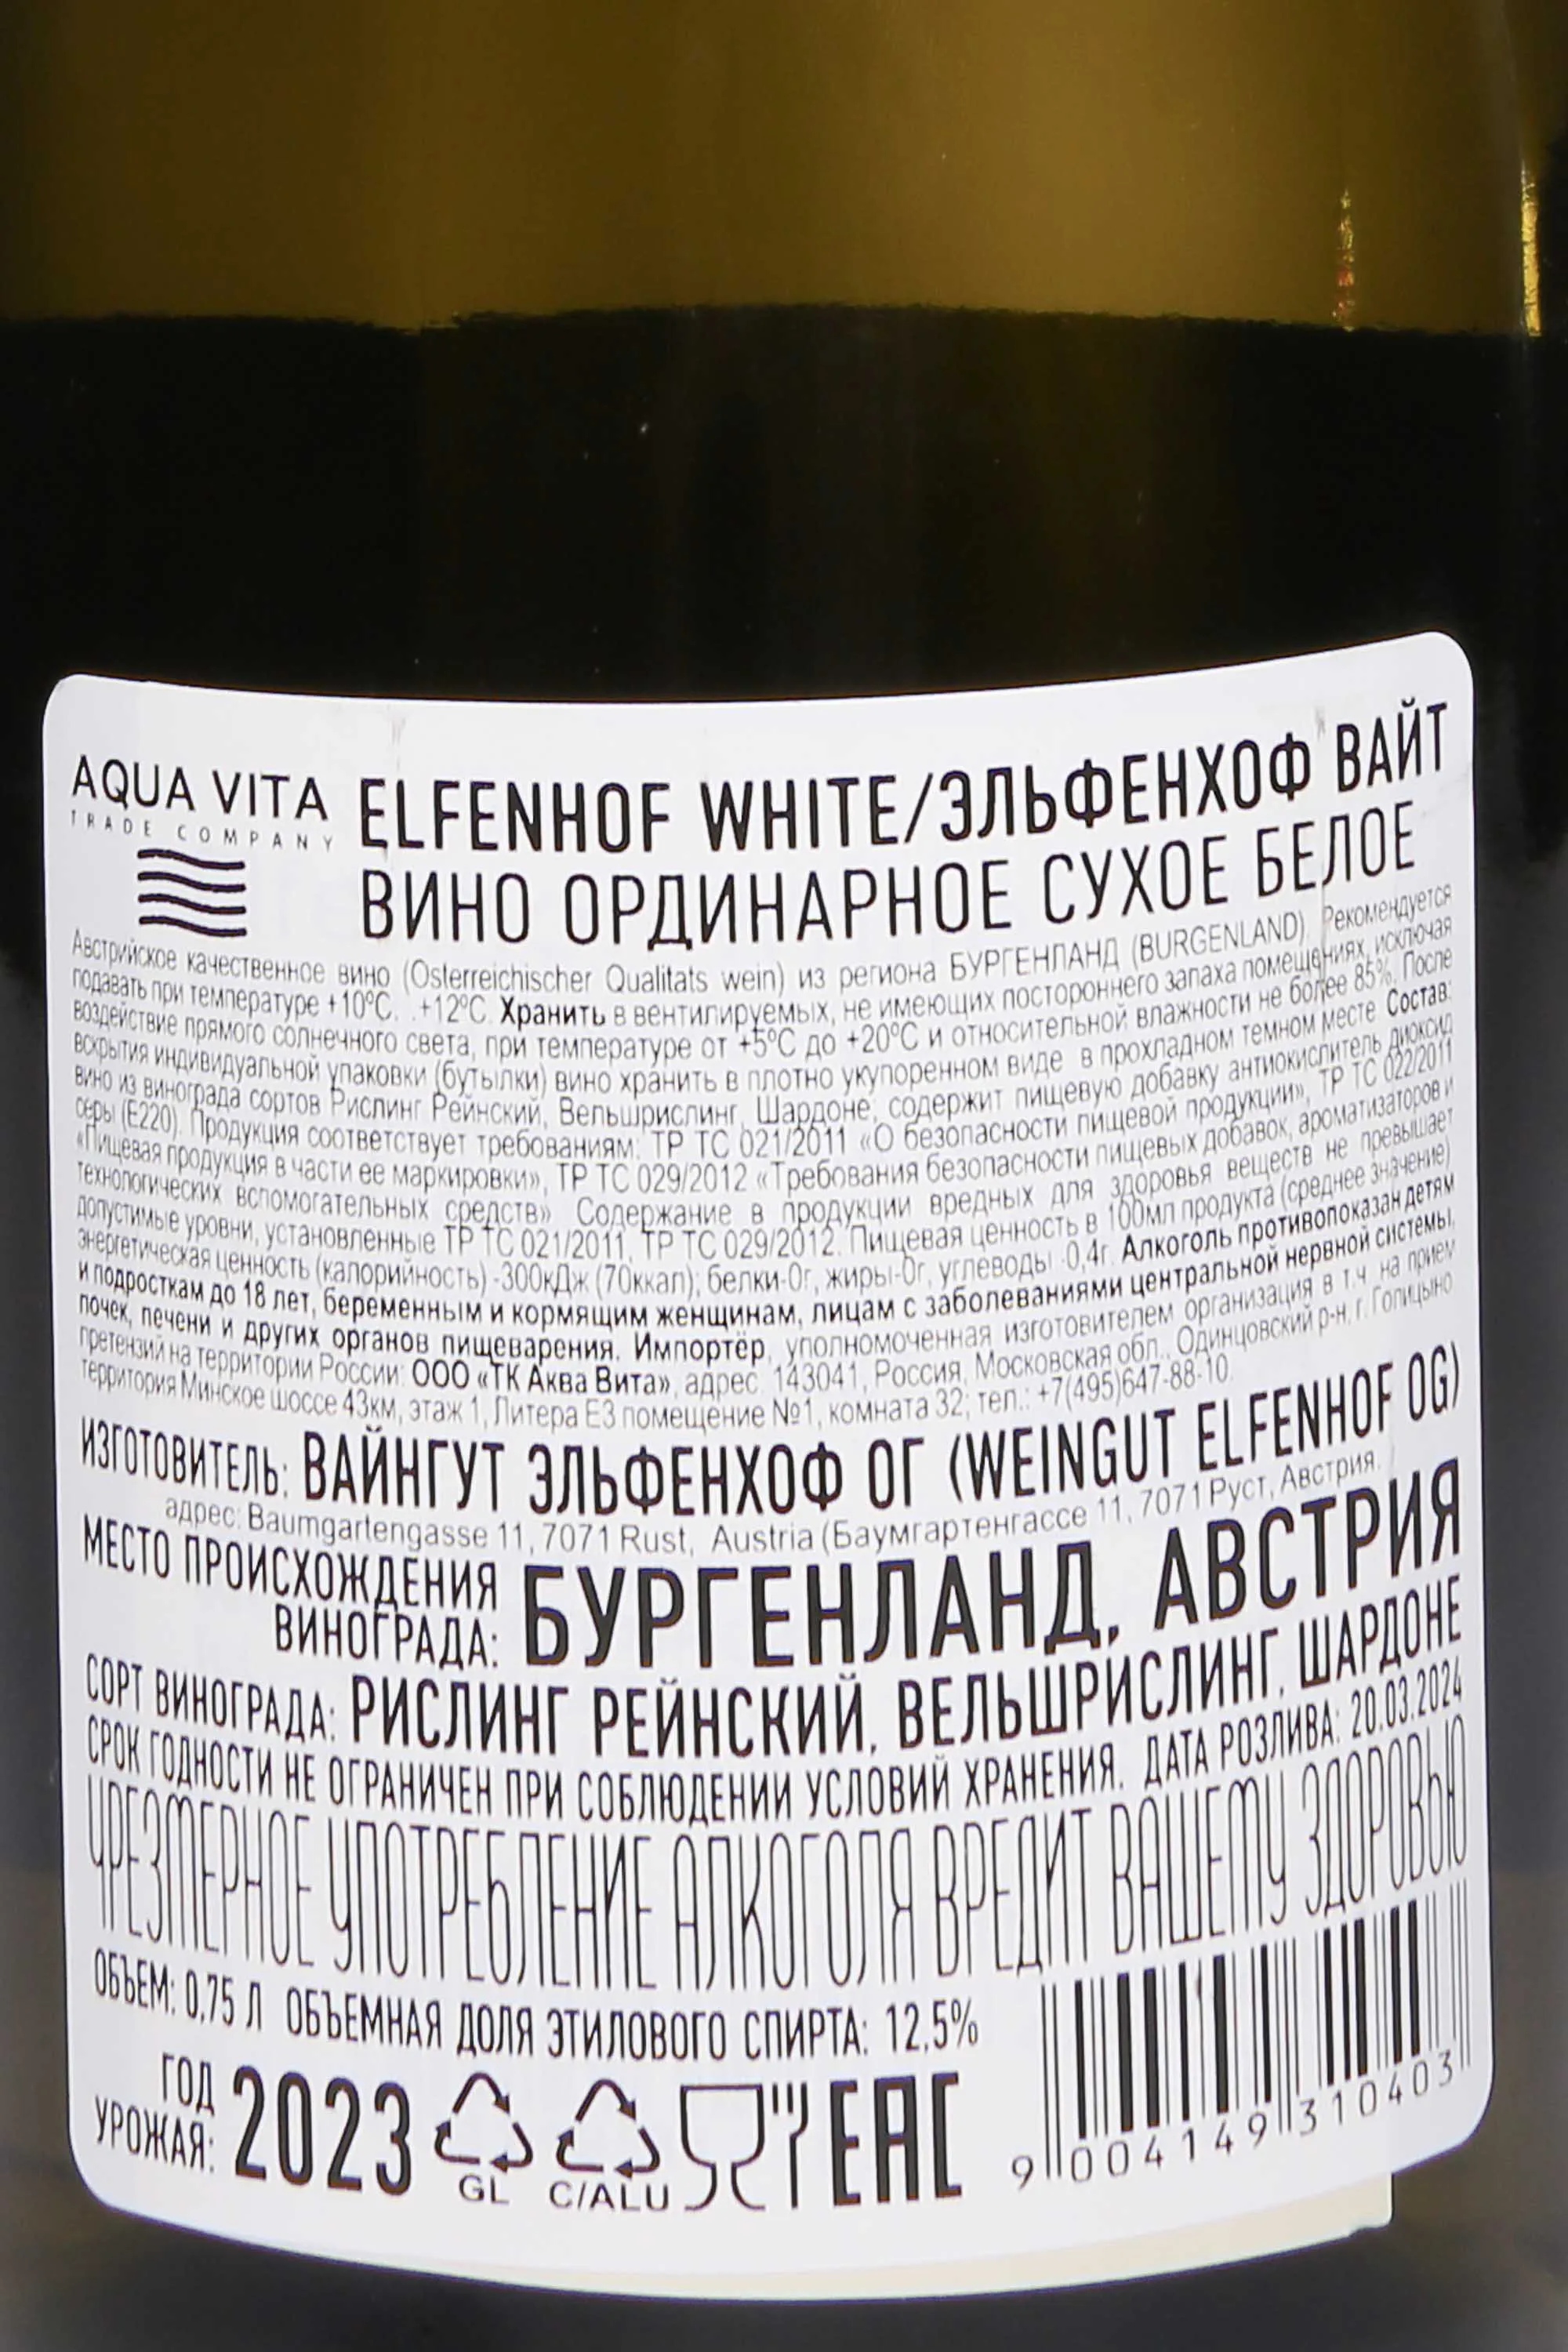 AQUA VITA
TRADE COMPANY
ELFENHOF WHITE/ЭЛЬФЕНХОФ ВАЙТ
ВИНО ОРДИНАРНОЕ СУХОЕ БЕЛОЕ
Австрийское качественное вино (Osterreichischer Qualitats wein) из региона БУРГЕНЛАНД (BURGENLAND). Рекомендуется
подавать при температуре +10°С...+12°С. Хранить в вентилируемых, не имеющих постороннего запаха помещениях, исключая
воздействие прямого солнечного света, при температуре от +5°С до +20°С и относительной влажности не более 85%. После
вскрытия индивидуальной упаковки (бутылки) вино хранить в плотно укупоренном виде в прохладном темном месте. Состав:
вино из винограда сортов Рислинг Рейнский, Вельшрислинг, Шардоне; содержит пищевую добавку антиокислитель диоксид
серы (Е220). Продукция соответствует требованиям: ТР ТС 021/2011 «О безопасности пищевой продукции», ТР ТС 022/2011
«Пищевая продукция в части ее маркировки», ТР ТС 029/2012 «Требования безопасности пищевых добавок, ароматизаторов и
технологических вспомогательных средств». Содержание в продукции вредных для здоровья веществ не превышает
допустимые уровни, установленные ТР ТС 021/2011, ТР ТС 029/2012. Пищевая ценность в 100мл продукта (среднее значение)
энергетическая ценность (калорийность) -300кДж (70ккал); белки-0г, жиры-0г, углеводы -0,4г. Алкоголь противопоказан детям
и подросткам до 18 лет, беременным и кормящим женщинам, лицам с заболеваниями центральной нервной системы,
почек, печени и других органов пищеварения. Импортёр, уполномоченная изготовителем организация в т.ч. на прием
претензий на территории России: ООО «ТК Аква Вита», адрес: 143041, Россия, Московская обл., Одинцовский р-н, г. Голицыно
территория Минское шоссе 43км, этаж 1, Литера Е3 помещение №1, комната 32; тел.: +7(495)647-88-10.
ИЗГОТОВИТЕЛЬ: ВАЙНГУТ ЭЛЬФЕНХОФ ОГ (WEINGUT ELFENHOF OG)
адрес: Baumgartengasse 11, 7071 Rust, Austria (Баумгартенгассе 11, 7071 Руст, Австрия.
МЕСТО ПРОИСХОЖДЕНИЯ
ВИНОГРАДА: БУРГЕНЛАНД, АВСТРИЯ
СОРТ ВИНОГРАДА: РИСЛИНГ РЕЙНСКИЙ, ВЕЛЬШРИСЛИНГ, ШАРДОНЕ
СРОК ГОДНОСТИ НЕ ОГРАНИЧЕН ПРИ СОБЛЮДЕНИИ УСЛОВИЙ ХРАНЕНИЯ. ДАТА РОЗЛИВА: 20.03.2024
ЧРЕЗМЕРНОЕ УПОТРЕБЛЕНИЕ АЛКОГОЛЯ ВРЕДИТ ВАШЕМУ ЗДОРОВЬЮ
ОБЪЕМ: 0,75 Л ОБЪЕМНАЯ ДОЛЯ ЭТИЛОВОГО СПИРТА: 12,5%
ГОД
УРОЖАЯ: 2023
GL
C/ALU
EAC
9 004149 310403